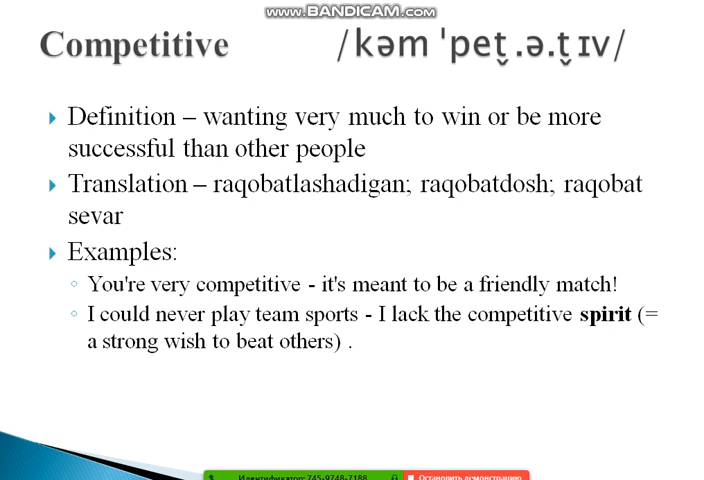 www.BANDICAM.com
Competitive /kəmˈpet̬.ə.t̬ɪv/
Definition – wanting very much to win or be more
successful than other people
Translation – raqobatlashadigan; raqobatdosh; raqobat
sevar
Examples:
You're very competitive - it's meant to be a friendly match!
I could never play team sports - I lack the competitive spirit (=
a strong wish to beat others) .
Идентификатор: 745-9748-7188 Остановить демонстрацию